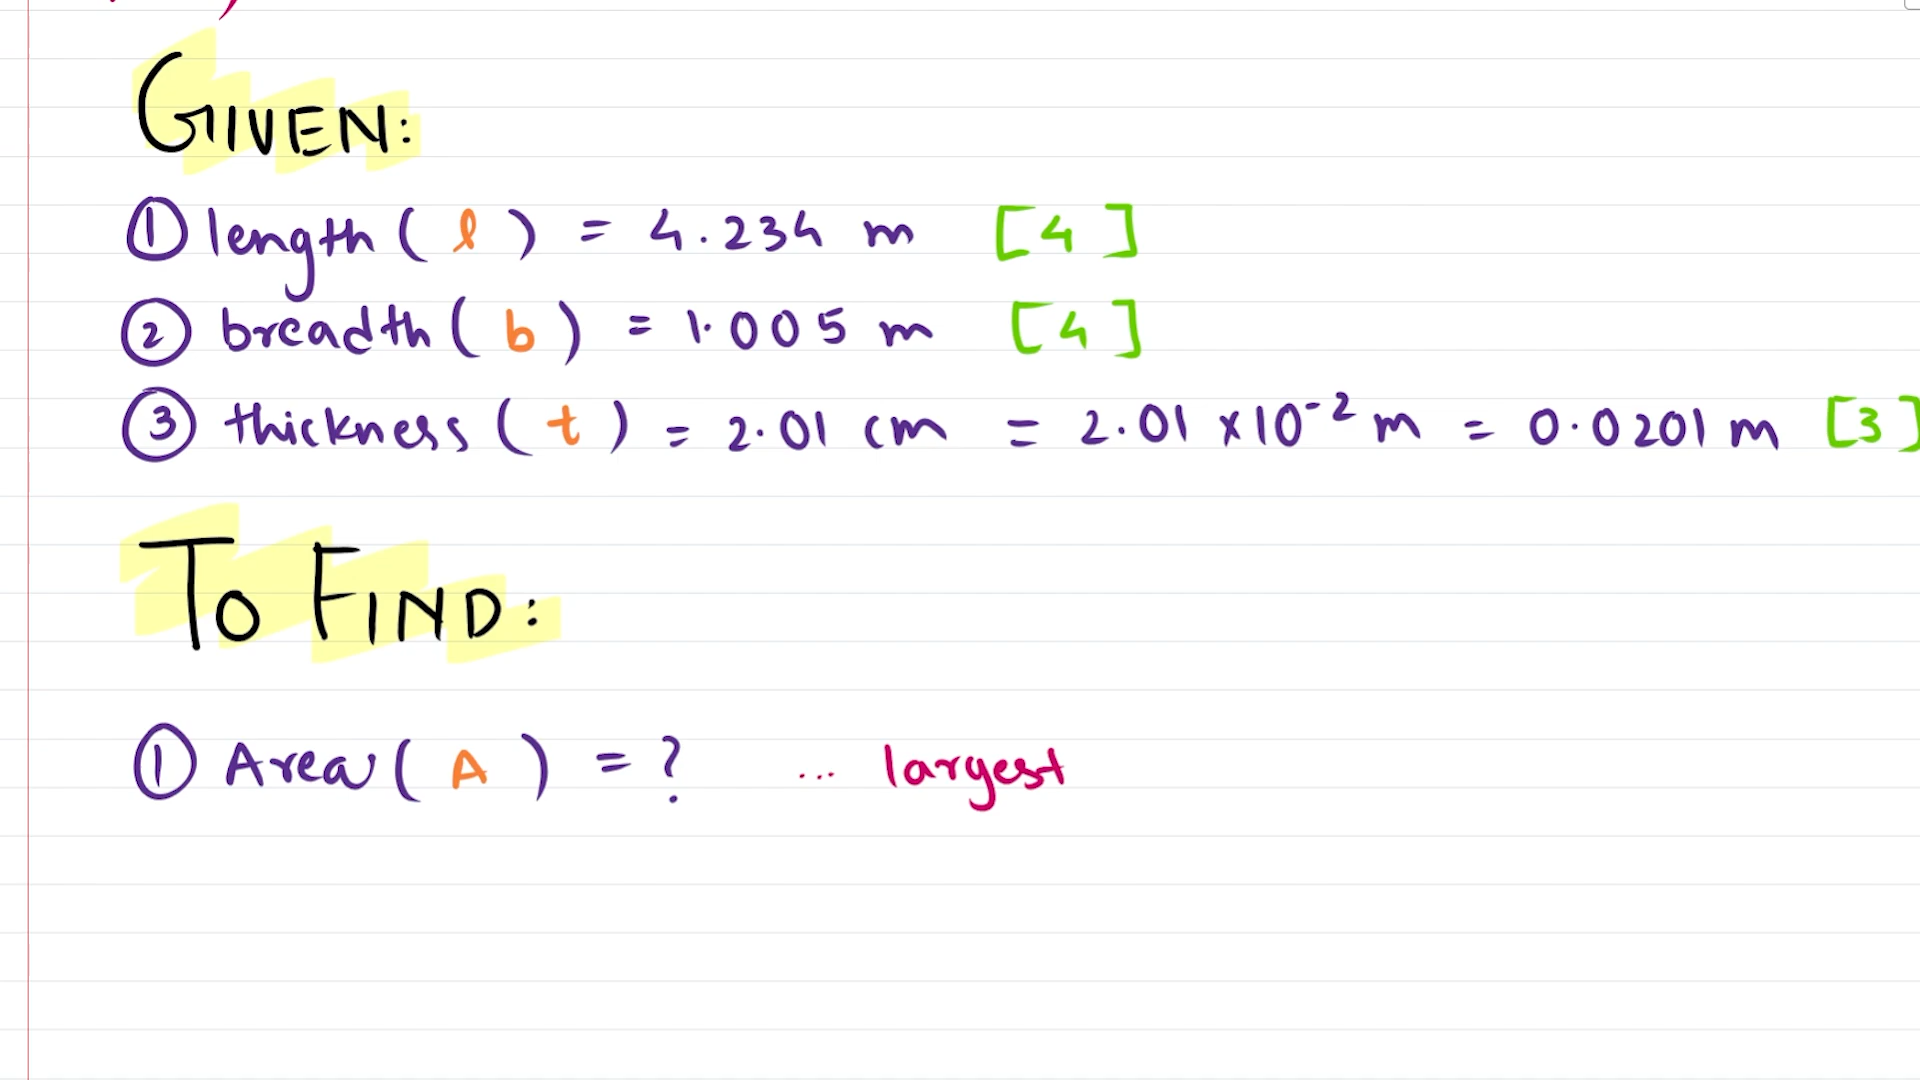 GIVEN:
① length ( l ) = 4.234 m [4]
② breadth ( b ) = 1.005 m [4]
③ thickness ( t ) = 2.01 cm = 2.01 x 10⁻² m = 0.0201 m [3]
TO FIND:
① Area ( A ) = ? ... largest